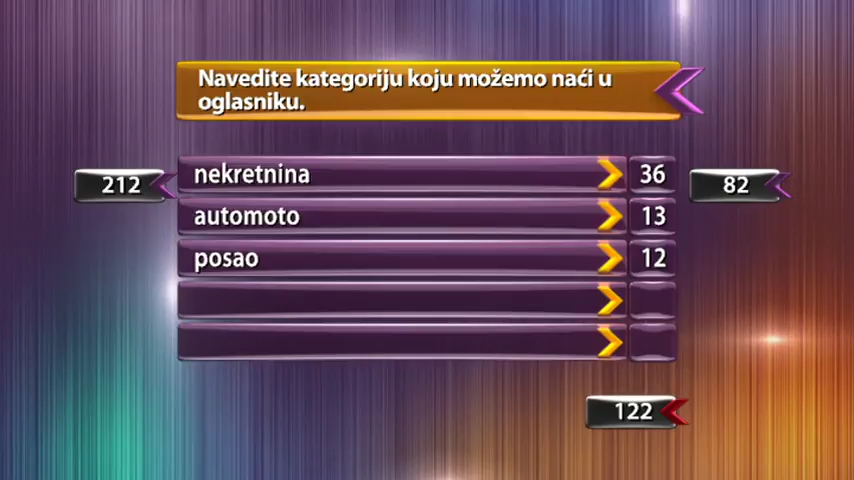 Navedite kategoriju koju možemo naći u
oglasniku.
212
nekretnina 36
82
automoto 13
posao 12
122